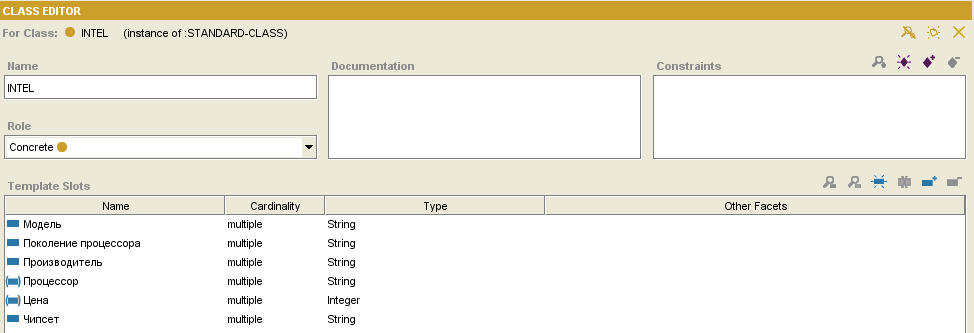 CLASS EDITOR
For Class: INTEL (instance of :STANDARD-CLASS)
Name Documentation Constraints
INTEL
Role
Concrete
Template Slots
Name Cardinality Type Other Facets
Модель multiple String
Поколение процессора multiple String
Производитель multiple String
Процессор multiple String
Цена multiple Integer
Чипсет multiple String